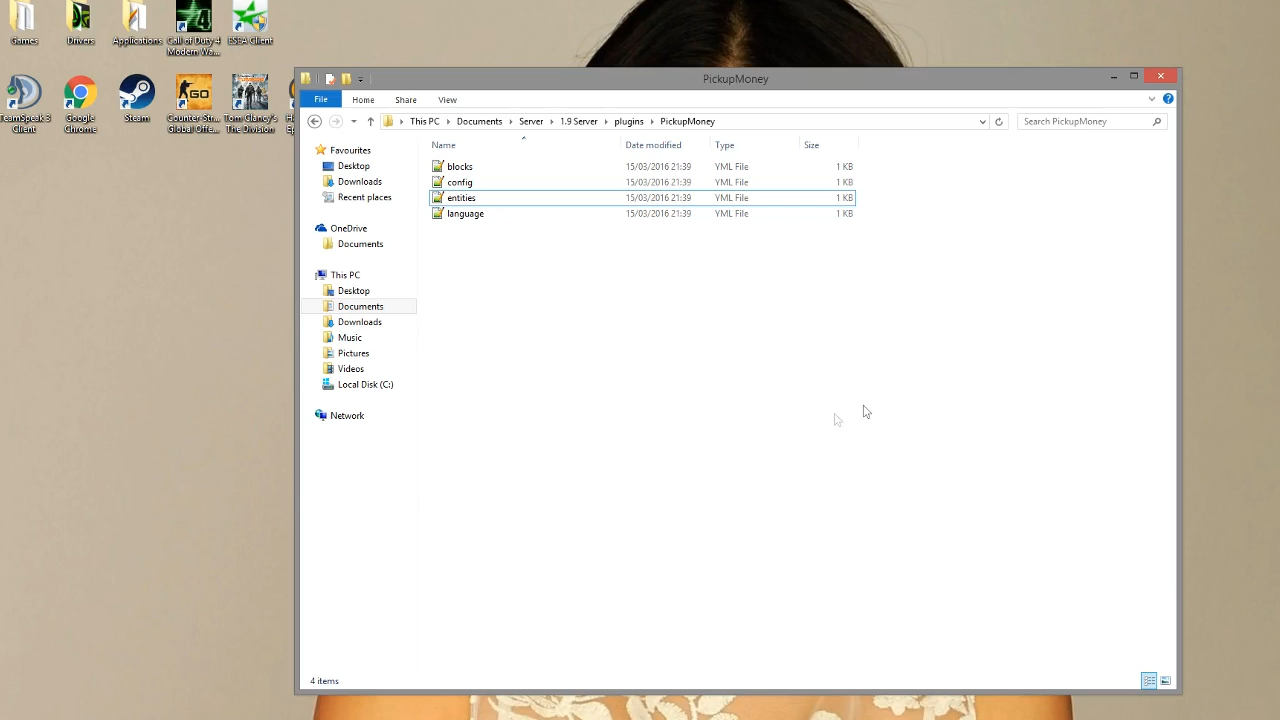 Games
Drivers
Applications
Call of Duty 4
Modern Wa...
ESEA Client
TeamSpeak 3
Client
Google
Chrome
Steam
Counter-Str...
Global Offe...
Tom Clancy's
The Division
PickupMoney
File
Home
Share
View
This PC
Documents
Server
1.9 Server
plugins
PickupMoney
Search PickupMoney
Name
Date modified
Type
Size
blocks 15/03/2016 21:39 YML File 1 KB
config 15/03/2016 21:39 YML File 1 KB
entities 15/03/2016 21:39 YML File 1 KB
language 15/03/2016 21:39 YML File 1 KB
Favourites
Desktop
Downloads
Recent places
OneDrive
Documents
This PC
Desktop
Documents
Downloads
Music
Pictures
Videos
Local Disk (C:)
Network
4 items